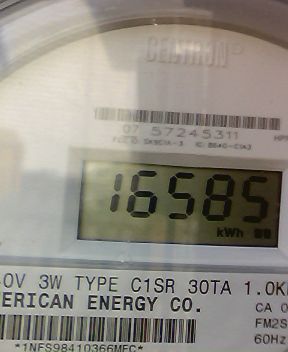 CENTRON
07 57245311
16585
kWh
0V 3W TYPE C1SR 30TA 1.0K
ERICAN ENERGY CO.
CA 0
FM2S
60Hz
*1NFS98410366MFC*